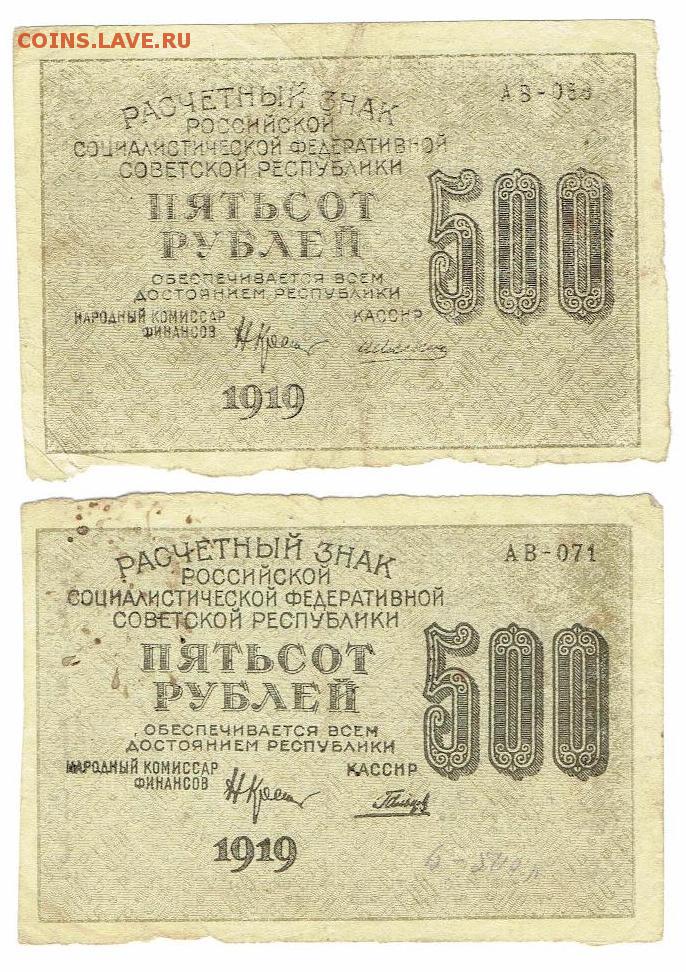 COINS.LAVE.RU
АВ-068
РАСЧЕТНЫЙ ЗНАК
РОССИЙСКОЙ
СОЦИАЛИСТИЧЕСКОЙ ФЕДЕРАТИВНОЙ
СОВЕТСКОЙ РЕСПУБЛИКИ
500
ПЯТЬСОТ
РУБЛЕЙ
ОБЕСПЕЧИВАЕТСЯ ВСЕМ
ДОСТОЯНИЕМ РЕСПУБЛИКИ
НАРОДНЫЙ КОМИССАР
ФИНАНСОВ
КАССИР
1919
АВ-071
РАСЧЕТНЫЙ ЗНАК
РОССИЙСКОЙ
СОЦИАЛИСТИЧЕСКОЙ ФЕДЕРАТИВНОЙ
СОВЕТСКОЙ РЕСПУБЛИКИ
500
ПЯТЬСОТ
РУБЛЕЙ
ОБЕСПЕЧИВАЕТСЯ ВСЕМ
ДОСТОЯНИЕМ РЕСПУБЛИКИ
НАРОДНЫЙ КОМИССАР
ФИНАНСОВ
КАССИР
1919